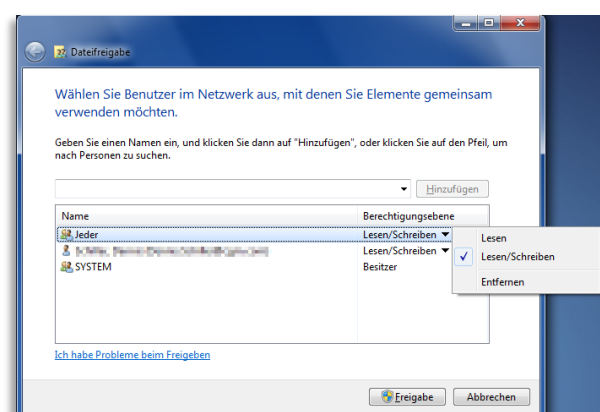 Dateifreigabe
Wählen Sie Benutzer im Netzwerk aus, mit denen Sie Elemente gemeinsam
verwenden möchten.
Geben Sie einen Namen ein, und klicken Sie dann auf "Hinzufügen", oder klicken Sie auf den Pfeil, um
nach Personen zu suchen.
Hinzufügen
Name Berechtigungsebene
Jeder Lesen/Schreiben
Lesen/Schreiben
SYSTEM Besitzer
Lesen
Lesen/Schreiben
Entfernen
Ich habe Probleme beim Freigeben
Freigabe Abbrechen